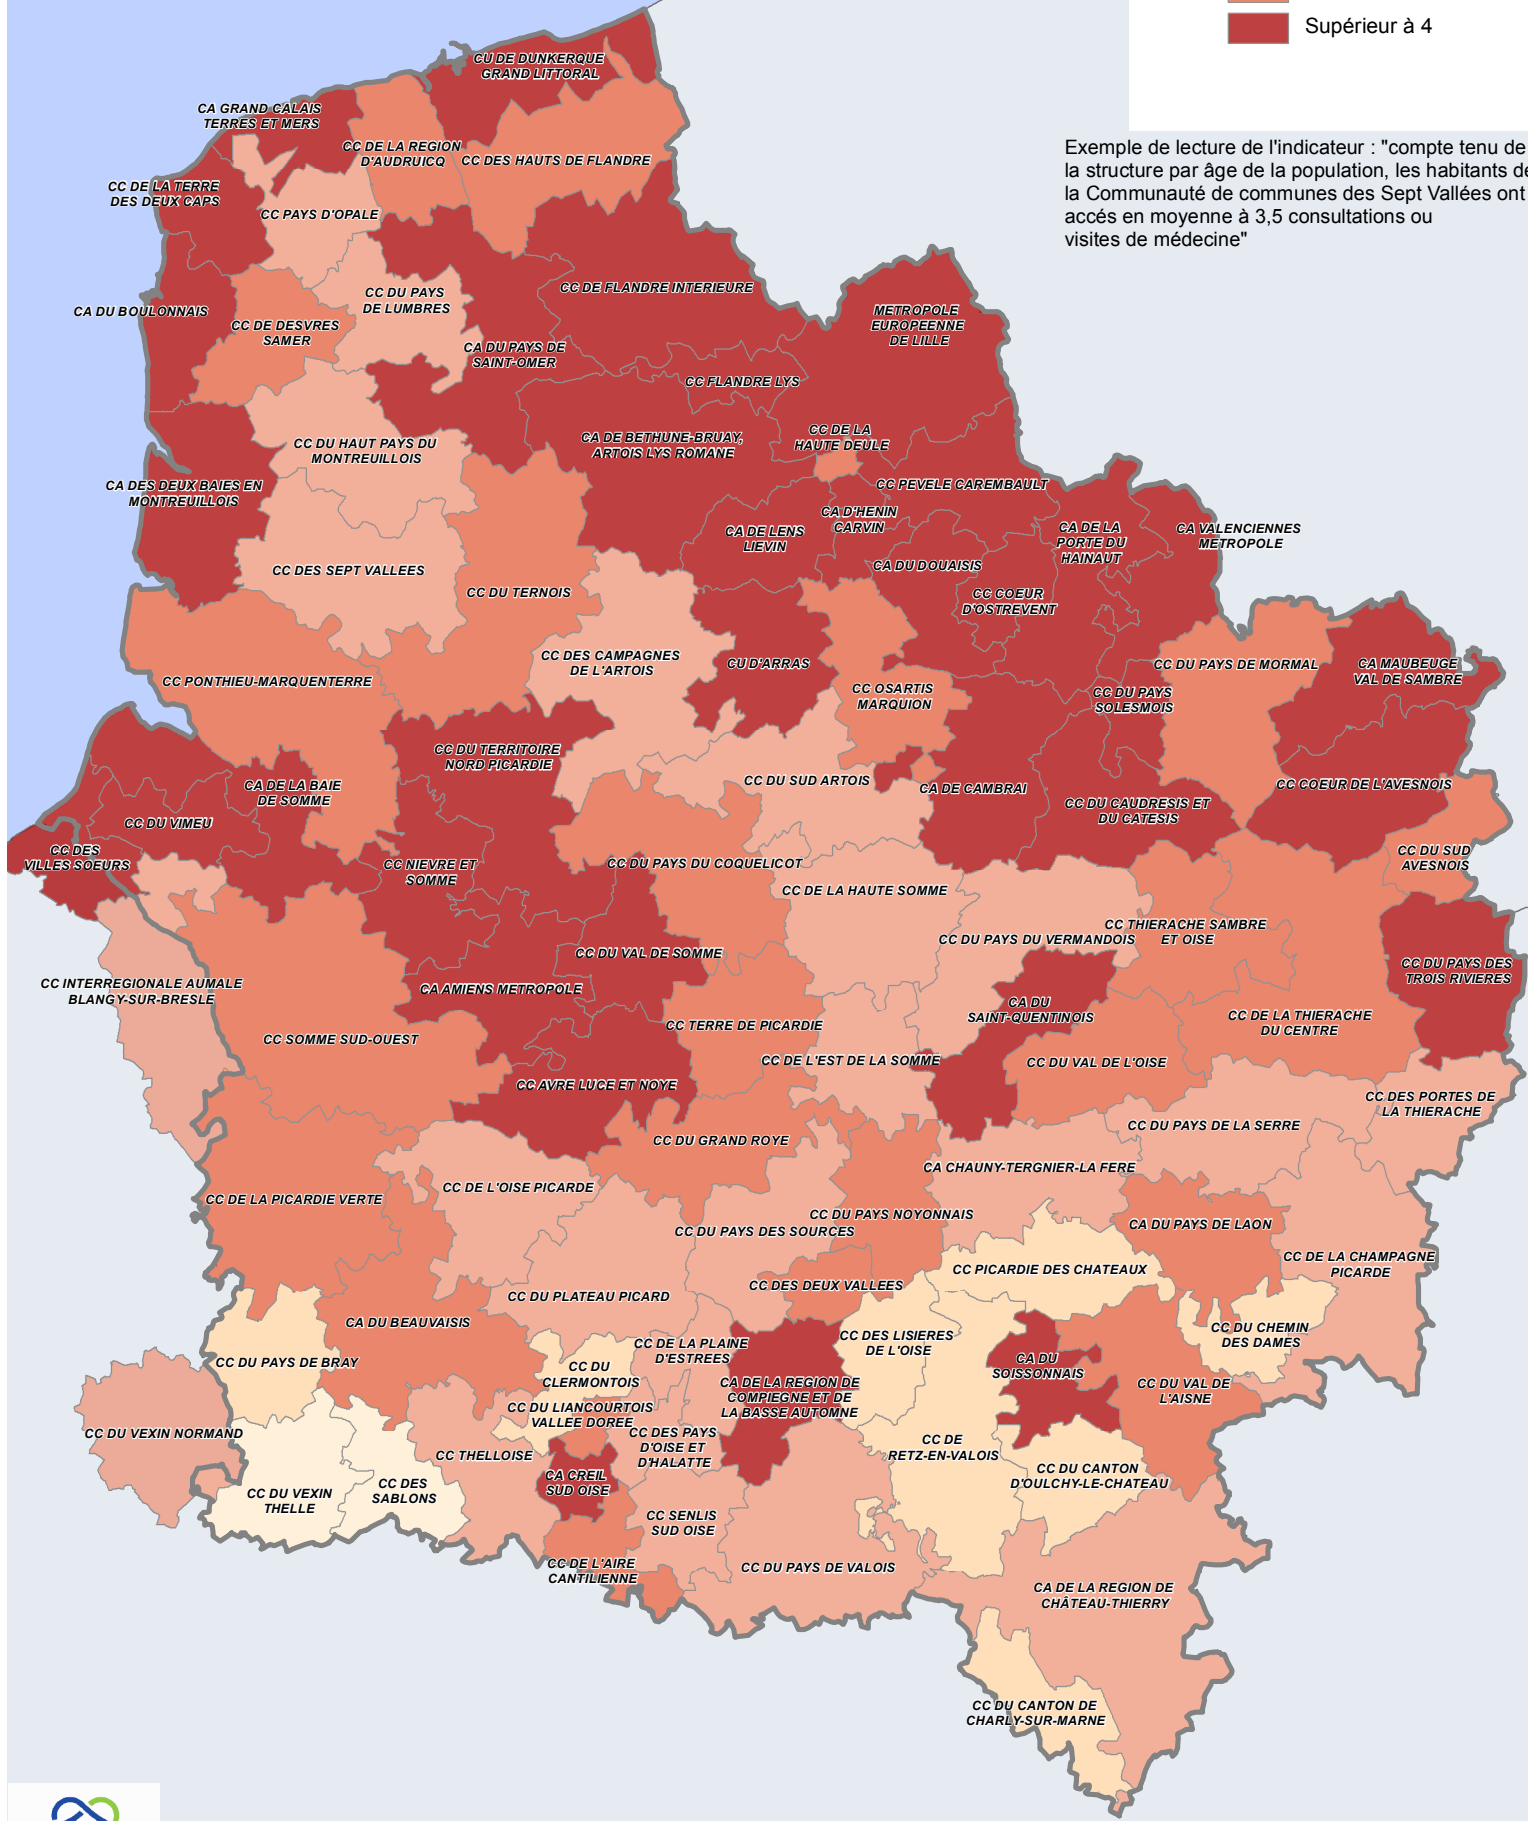 Supérieur à 4
Exemple de lecture de l'indicateur : "compte tenu de
la structure par âge de la population, les habitants de
la Communauté de communes des Sept Vallées ont
accés en moyenne à 3,5 consultations ou
visites de médecine"
CU DE DUNKERQUE
GRAND LITTORAL
CA GRAND CALAIS
TERRES ET MERS
CC DE LA REGION
D'AUDRUICQ
CC DES HAUTS DE FLANDRE
CC DE LA TERRE
DES DEUX CAPS
CC PAYS D'OPALE
CC DU PAYS
DE LUMBRES
CC DE FLANDRE INTERIEURE
CA DU BOULONNAIS
CC DE DESVRES
SAMER
METROPOLE
EUROPEENNE
DE LILLE
CA DU PAYS DE
SAINT-OMER
CC FLANDRE LYS
CC DU HAUT PAYS DU
MONTREUILLOIS
CA DE BETHUNE-BRUAY,
ARTOIS LYS ROMANE
CC DE LA
HAUTE DEULE
CA DES DEUX BAIES EN
MONTREUILLOIS
CC PEVELE CAREMBAULT
CA D'HENIN
CARVIN
CA DE LENS
LIEVIN
CA DE LA
PORTE DU
HAINAUT
CA VALENCIENNES
METROPOLE
CC DES SEPT VALLEES
CC DU TERNOIS
CA DU DOUAISIS
CC COEUR
D'OSTREVENT
CC DES CAMPAGNES
DE L'ARTOIS
CU D'ARRAS
CC DU PAYS DE MORMAL
CA MAUBEUGE
VAL DE SAMBRE
CC PONTHIEU-MARQUENTERRE
CC OSARTIS
MARQUION
CC DU PAYS
SOLESMOIS
CC DU TERRITOIRE
NORD PICARDIE
CC DU SUD ARTOIS
CA DE CAMBRAI
CC COEUR DE L'AVESNOIS
CA DE LA BAIE
DE SOMME
CC DU CAUDRESIS ET
DU CATESIS
CC DU VIMEU
CC DES
VILLES SOEURS
CC NIEVRE ET
SOMME
CC DU PAYS DU COQUELICOT
CC DU SUD
AVESNOIS
CC DE LA HAUTE SOMME
CC THIERACHE SAMBRE
ET OISE
CC DU PAYS DU VERMANDOIS
CC DU VAL DE SOMME
CC DU PAYS DES
TROIS RIVIERES
CC INTERREGIONALE AUMALE
BLANGY-SUR-BRESLE
CA AMIENS METROPOLE
CA DU
SAINT-QUENTINOIS
CC DE LA THIERACHE
DU CENTRE
CC TERRE DE PICARDIE
CC SOMME SUD-OUEST
CC DE L'EST DE LA SOMME
CC DU VAL DE L'OISE
CC AVRE LUCE ET NOYE
CC DES PORTES DE
LA THIERACHE
CC DU PAYS DE LA SERRE
CC DU GRAND ROYE
CA CHAUNY-TERGNIER-LA FERE
CC DE L'OISE PICARDE
CC DE LA PICARDIE VERTE
CC DU PAYS NOYONNAIS
CA DU PAYS DE LAON
CC DU PAYS DES SOURCES
CC DE LA CHAMPAGNE
PICARDE
CC PICARDIE DES CHATEAUX
CC DES DEUX VALLEES
CC DU PLATEAU PICARD
CA DU BEAUVAISIS
CC DU CHEMIN
DES DAMES
CC DES LISIERES
DE L'OISE
CC DE LA PLAINE
D'ESTREES
CC DU PAYS DE BRAY
CC DU
CLERMONTOIS
CA DU
SOISSONNAIS
CA DE LA REGION DE
COMPIEGNE ET DE
LA BASSE AUTOMNE
CC DU VAL DE
L'AISNE
CC DU LIANCOURTOIS
VALLEE DOREE
CC DU VEXIN NORMAND
CC DES PAYS
D'OISE ET
D'HALATTE
CC DE
RETZ-EN-VALOIS
CC THELLOISE
CC DU CANTON
D'OULCHY-LE-CHATEAU
CA CREIL
SUD OISE
CC DES
SABLONS
CC DU VEXIN
THELLE
CC SENLIS
SUD OISE
CC DE L'AIRE
CANTILIENNE
CC DU PAYS DE VALOIS
CA DE LA REGION DE
CHÂTEAU-THIERRY
CC DU CANTON DE
CHARLY-SUR-MARNE